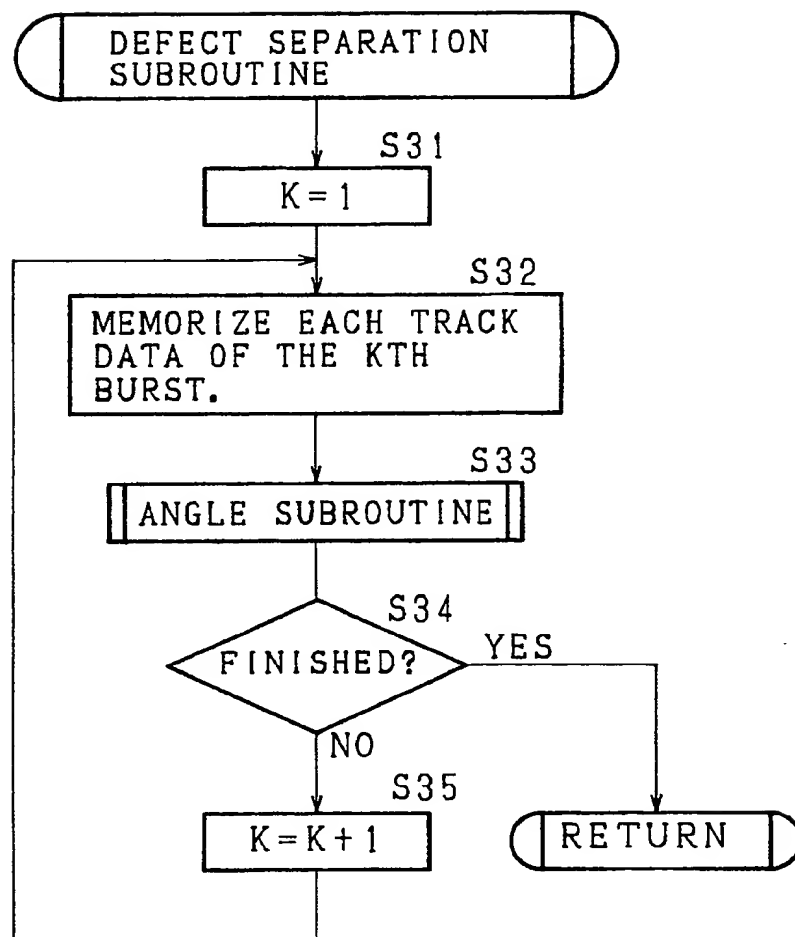 DEFECT SEPARATION
SUBROUTINE
S31
K=1
S32
MEMORIZE EACH TRACK
DATA OF THE KTH
BURST.
S33
ANGLE SUBROUTINE
S34
FINISHED?
YES
NO
S35
K=K+1
RETURN